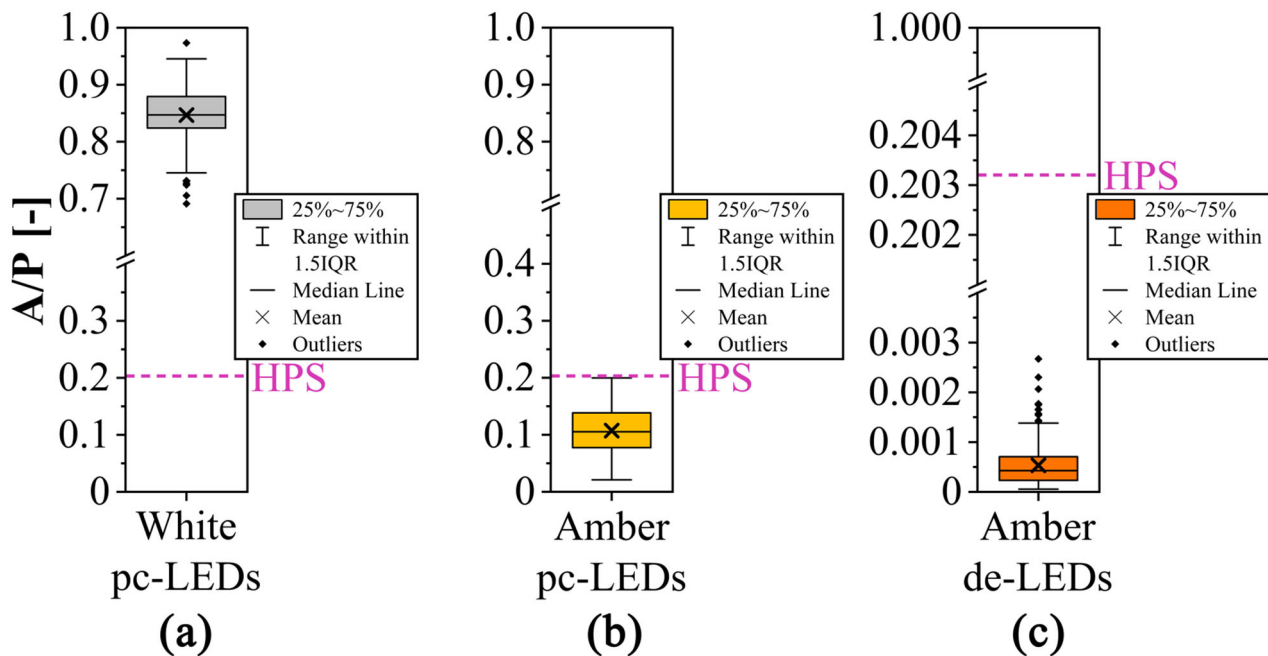 A/P [-]
1.0
0.9
0.8
0.7
0.3
0.2
0.1
0
HPS
25%~75%
Range within
1.5IQR
Median Line
Mean
Outliers
White
pc-LEDs
(a)
1.0
0.9
0.8
0.4
0.3
0.2
0.1
0
HPS
25%~75%
Range within
1.5IQR
Median Line
Mean
Outliers
Amber
pc-LEDs
(b)
1.000
0.204
0.203
0.202
0.003
0.002
0.001
0
HPS
25%~75%
Range within
1.5IQR
Median Line
Mean
Outliers
Amber
de-LEDs
(c)